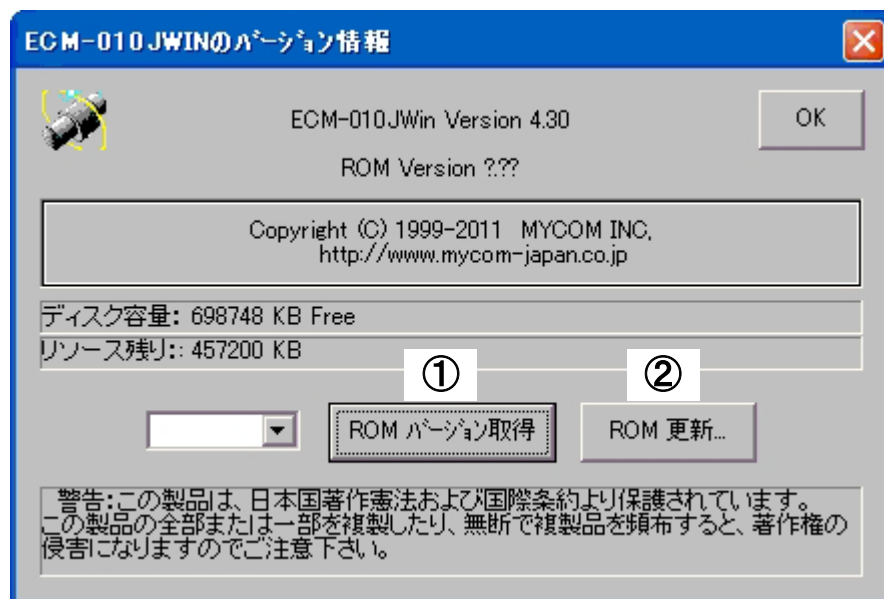 ECM-010JWINのﾊﾞｰｼﾞｮﾝ情報
ECM-010JWin Version 4.30
OK
ROM Version ?.??
Copyright (C) 1999-2011 MYCOM INC,
http://www.mycom-japan.co.jp
ディスク容量: 698748 KB Free
リソース残り:: 457200 KB
① ②
ROM ﾊﾞｰｼﾞｮﾝ取得 ROM 更新...
警告:この製品は、日本国著作憲法および国際条約より保護されています。
この製品の全部または一部を複製したり、無断で複製品を頻布すると、著作権の
侵害になりますのでご注意下さい。